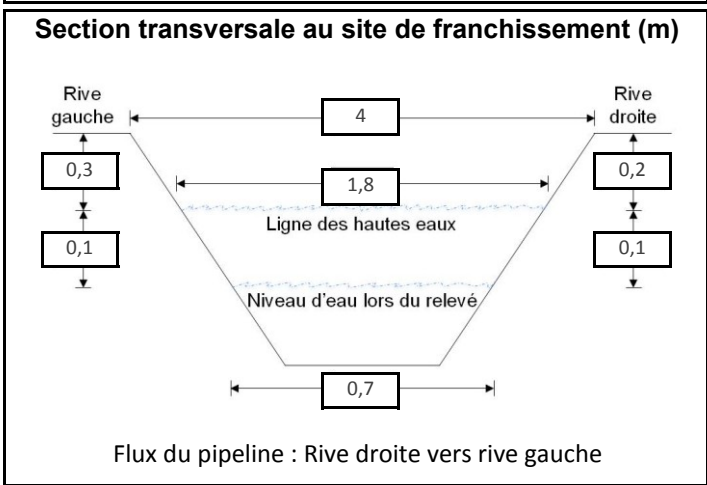 Section transversale au site de franchissement (m)
Rive
gauche
4
Rive
droite
0,3
1,8
0,2
Ligne des hautes eaux
0,1
0,1
Niveau d'eau lors du relevé
0,7
Flux du pipeline : Rive droite vers rive gauche